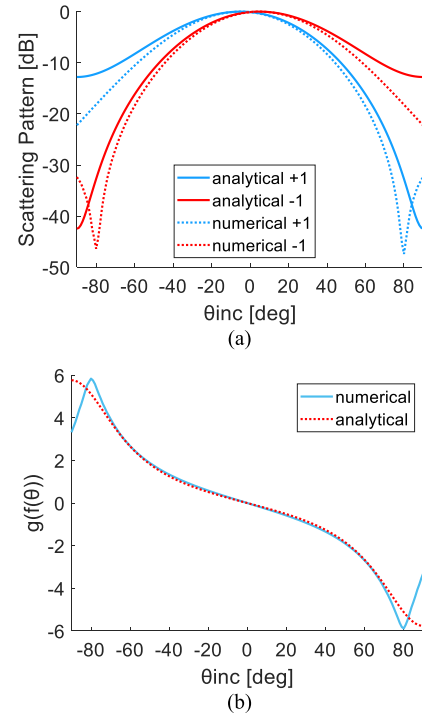 Scattering Pattern [dB]
0
-10
-20
-30
-40
-50
analytical +1
analytical -1
numerical +1
numerical -1
-80 -60 -40 -20 0 20 40 60 80
θinc [deg]
(a)
g(f(θ))
6
4
2
0
-2
-4
-6
numerical
analytical
-80 -60 -40 -20 0 20 40 60 80
θinc [deg]
(b)